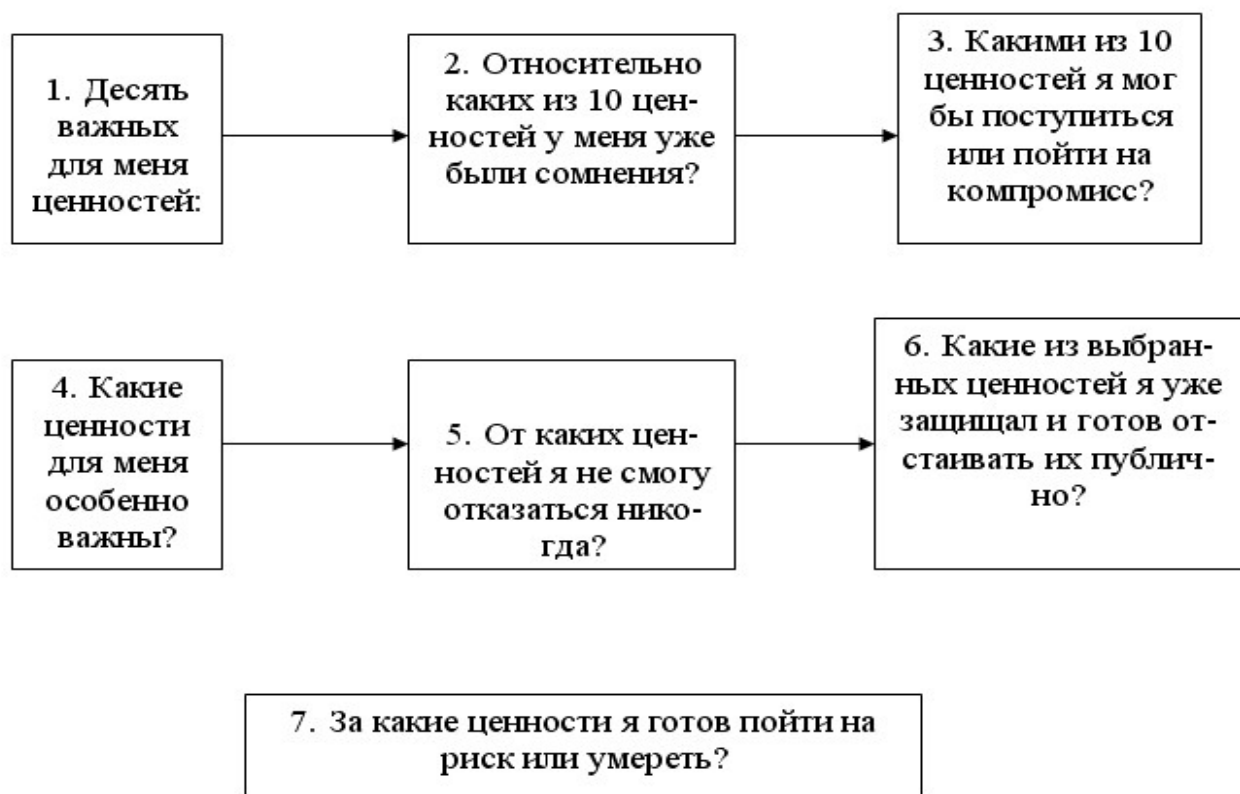 1. Десять
важных
для меня
ценностей:
2. Относительно
каких из 10 цен-
ностей у меня уже
были сомнения?
3. Какими из 10
ценностей я мог
бы поступиться
или пойти на
компромисс?
4. Какие
ценности
для меня
особенно
важны?
5. От каких цен-
ностей я не смогу
отказаться нико-
гда?
6. Какие из выбран-
ных ценностей я уже
защищал и готов от-
стаивать их публич-
но?
7. За какие ценности я готов пойти на
риск или умереть?